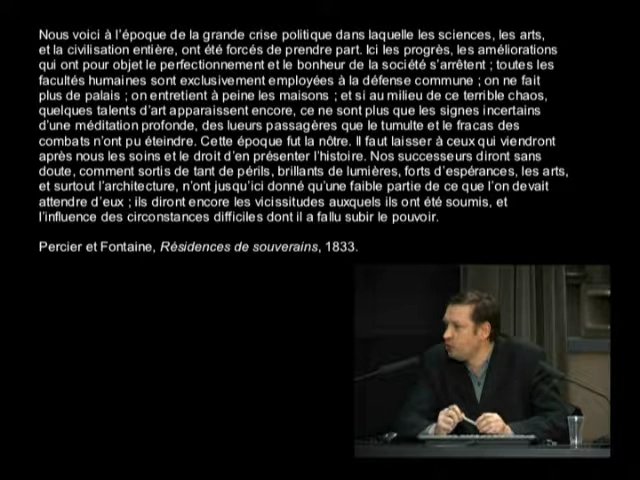 Nous voici à l'époque de la grande crise politique dans laquelle les sciences, les arts,
et la civilisation entière, ont été forcés de prendre part. Ici les progrès, les améliorations
qui ont pour objet le perfectionnement et le bonheur de la société s'arrêtent ; toutes les
facultés humaines sont exclusivement employées à la défense commune ; on ne fait
plus de palais ; on entretient à peine les maisons ; et si au milieu de ce terrible chaos,
quelques talents d'art apparaissent encore, ce ne sont plus que les signes incertains
d'une méditation profonde, des lueurs passagères que le tumulte et le fracas des
combats n'ont pu éteindre. Cette époque fut la nôtre. Il faut laisser à ceux qui viendront
après nous les soins et le droit d'en présenter l'histoire. Nos successeurs diront sans
doute, comment sortis de tant de périls, brillants de lumières, forts d'espérances, les arts,
et surtout l'architecture, n'ont jusqu'ici donné qu'une faible partie de ce que l'on devait
attendre d'eux ; ils diront encore les vicissitudes auxquels ils ont été soumis, et
l'influence des circonstances difficiles dont il a fallu subir le pouvoir.
Percier et Fontaine, Résidences de souverains, 1833.